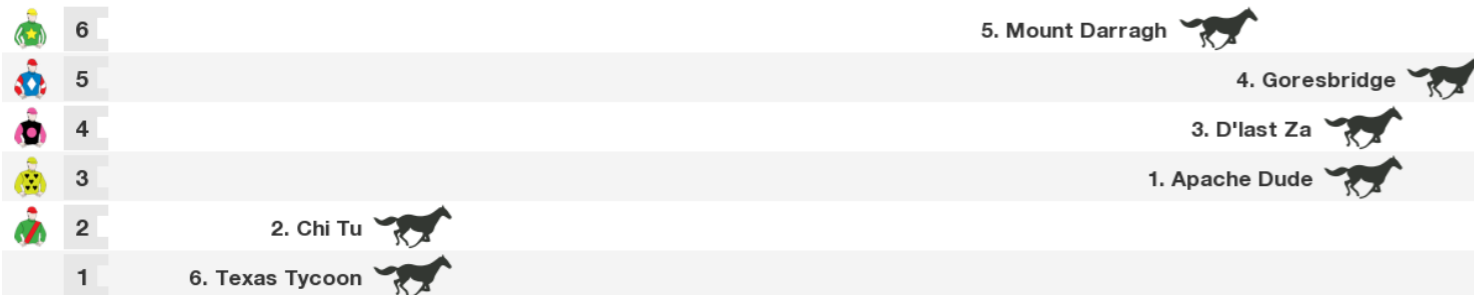 6 5. Mount Darragh
5 4. Goresbridge
4 3. D'last Za
3 1. Apache Dude
2 2. Chi Tu
1 6. Texas Tycoon